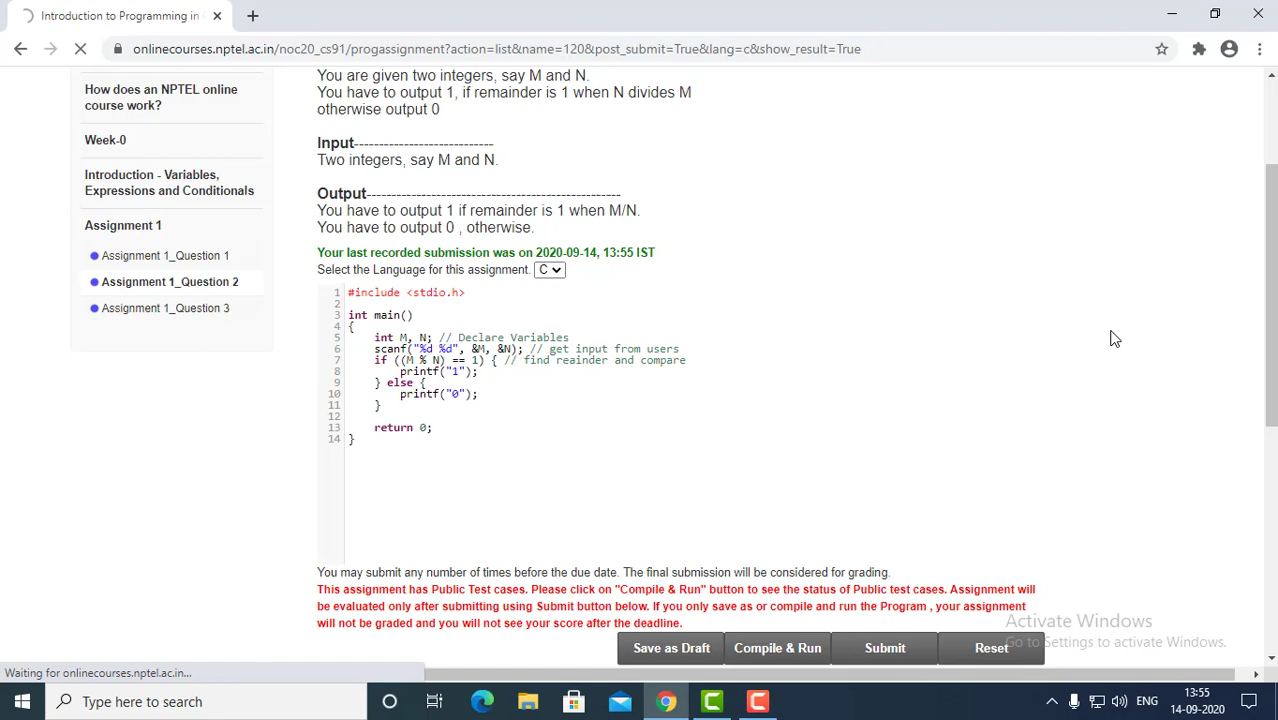 Introduction to Programming in
onlinecourses.nptel.ac.in/noc20_cs91/progassignment?action=list&name=120&post_submit=True&lang=c&show_result=True
How does an NPTEL online
course work?
Week-0
Introduction - Variables,
Expressions and Conditionals
Assignment 1
Assignment 1_Question 1
Assignment 1_Question 2
Assignment 1_Question 3
You are given two integers, say M and N.
You have to output 1, if remainder is 1 when N divides M
otherwise output 0
Input---------------------------
Two integers, say M and N.
Output-------------------------------------------------
You have to output 1 if remainder is 1 when M/N.
You have to output 0 , otherwise.
Your last recorded submission was on 2020-09-14, 13:55 IST
Select the Language for this assignment. C
1 #include <stdio.h>
2
3 int main()
4 {
5 int M, N; // Declare Variables
6 scanf("%d %d", &M, &N); // get input from users
7 if ((M % N) == 1) { // find reainder and compare
8 printf("1");
9 } else {
10 printf("0");
11 }
12
13 return 0;
14 }
You may submit any number of times before the due date. The final submission will be considered for grading.
This assignment has Public Test cases. Please click on "Compile & Run" button to see the status of Public test cases. Assignment will
be evaluated only after submitting using Submit button below. If you only save as or compile and run the Program , your assignment
will not be graded and you will not see your score after the deadline.
Save as Draft Compile & Run Submit Reset
Activate Windows
Go to Settings to activate Windows.
Waiting for onlinecourses.nptel.ac.in...
Type here to search
ENG
13:55
14-09-2020